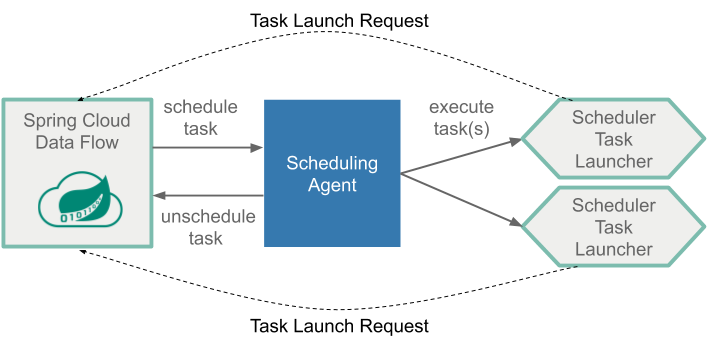 Task Launch Request
Spring Cloud
Data Flow
schedule
task
unschedule
task
Scheduling
Agent
execute
task(s)
Scheduler
Task
Launcher
Scheduler
Task
Launcher
Task Launch Request